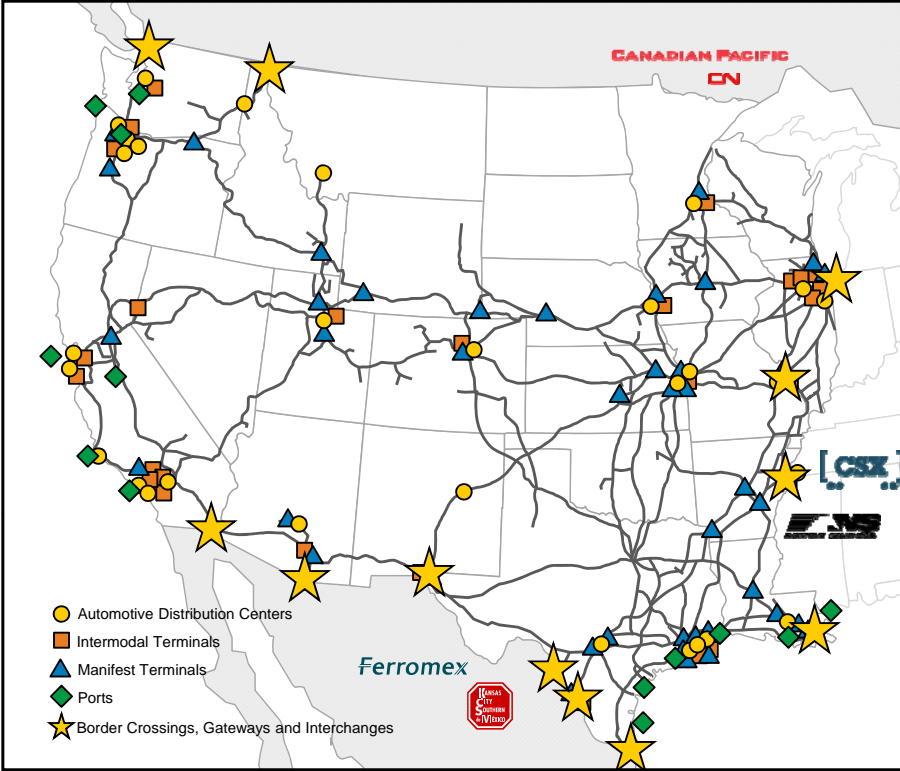 CANADIAN PACIFIC
CN
[CSX]
NS
Automotive Distribution Centers
Intermodal Terminals
Manifest Terminals
Ports
Border Crossings, Gateways and Interchanges
Ferromex
KANSAS
CITY
SOUTHERN
de MÉXICO